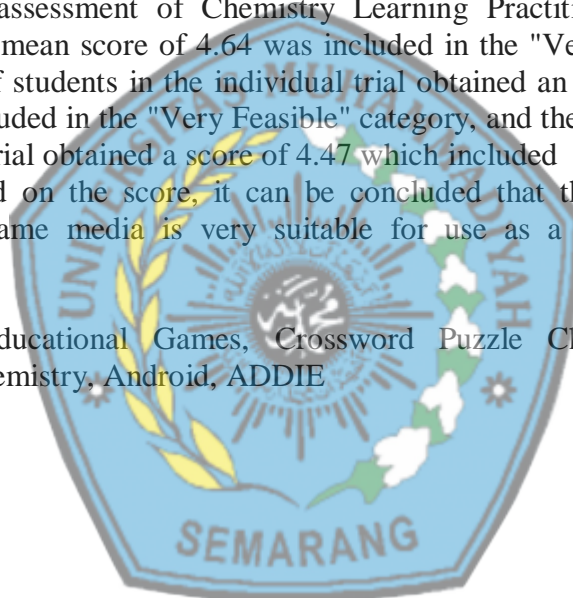 assessment of Chemistry Learning Practiti
mean score of 4.64 was included in the "Ve
f students in the individual trial obtained an
uded in the "Very Feasible" category, and the
rial obtained a score of 4.47 which included
d on the score, it can be concluded that th
ame media is very suitable for use as a
ducational Games, Crossword Puzzle Ch
emistry, Android, ADDIE
UNIVERSITAS MUHAMMADIYAH
SEMARANG